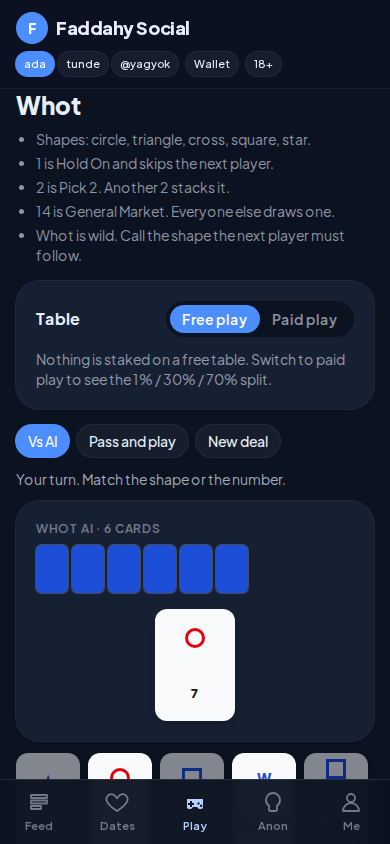 F Faddahy Social
ada tunde @yagyok Wallet 18+
Whot
• Shapes: circle, triangle, cross, square, star.
• 1 is Hold On and skips the next player.
• 2 is Pick 2. Another 2 stacks it.
• 14 is General Market. Everyone else draws one.
• Whot is wild. Call the shape the next player must
follow.
Table Free play Paid play
Nothing is staked on a free table. Switch to paid
play to see the 1% / 30% / 70% split.
Vs AI Pass and play New deal
Your turn. Match the shape or the number.
WHOT AI · 6 CARDS
7
W
Feed Dates Play Anon Me